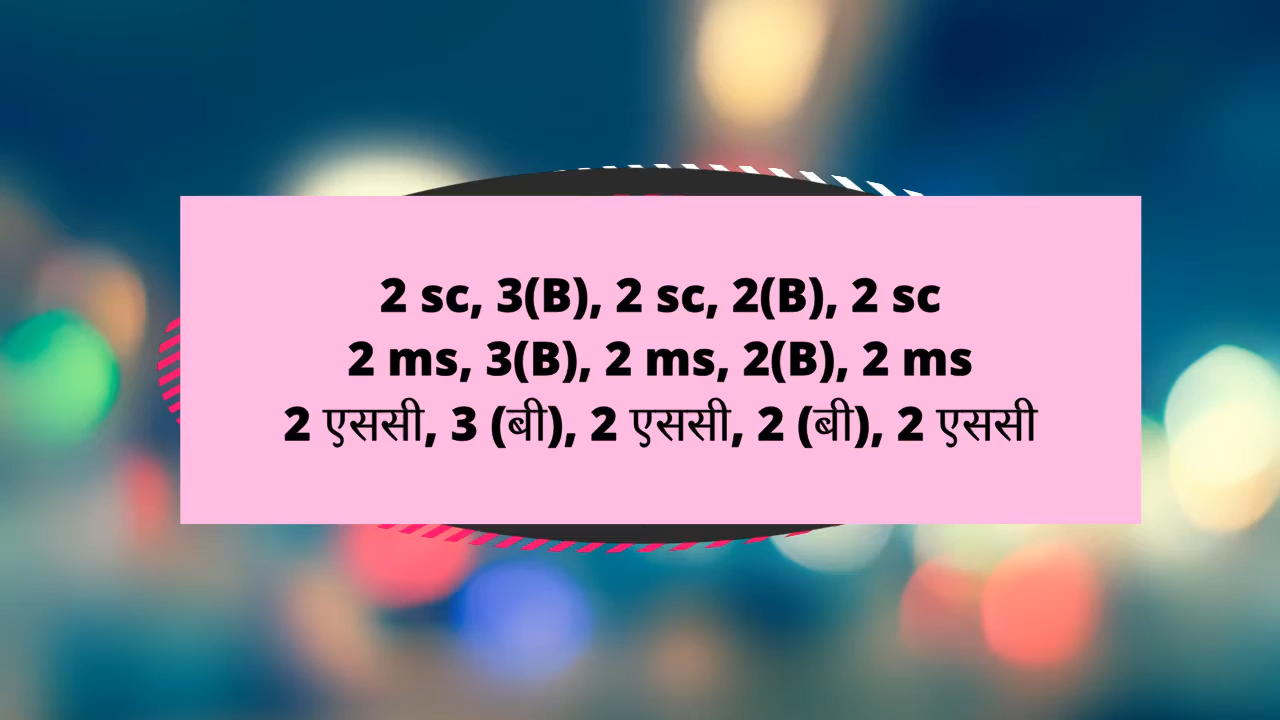 2 sc, 3(B), 2 sc, 2(B), 2 sc
2 ms, 3(B), 2 ms, 2(B), 2 ms
2 एससी, 3 (बी), 2 एससी, 2 (बी), 2 एससी